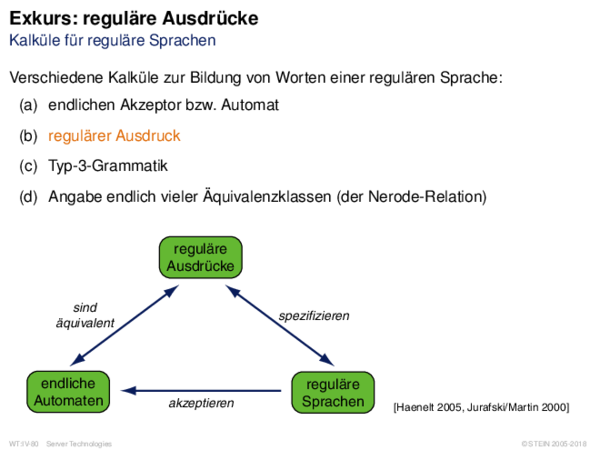 Exkurs: reguläre Ausdrücke
Kalküle für reguläre Sprachen
Verschiedene Kalküle zur Bildung von Worten einer regulären Sprache:
(a) endlichen Akzeptor bzw. Automat
(b) regulärer Ausdruck
(c) Typ-3-Grammatik
(d) Angabe endlich vieler Äquivalenzklassen (der Nerode-Relation)
reguläre
Ausdrücke
sind
äquivalent
spezifizieren
endliche
Automaten
akzeptieren
reguläre
Sprachen
[Haenelt 2005, Jurafski/Martin 2000]
WT:IV-80 Server Technologies
© STEIN 2005-2018